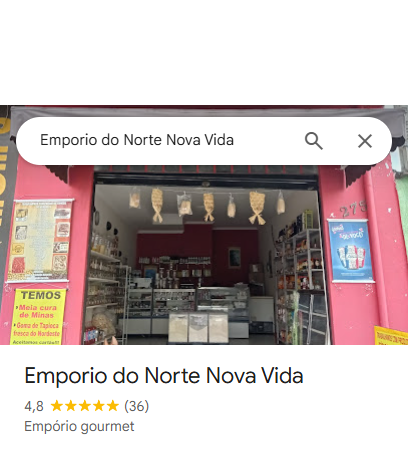 Emporio do Norte Nova Vida
279
TEMOS
• Meia cura
de Minas
• Goma de Tapioca
fresca do Nordeste
Aceitamos cartão!!!
Emporio do Norte Nova Vida
4,8 (36)
Empório gourmet